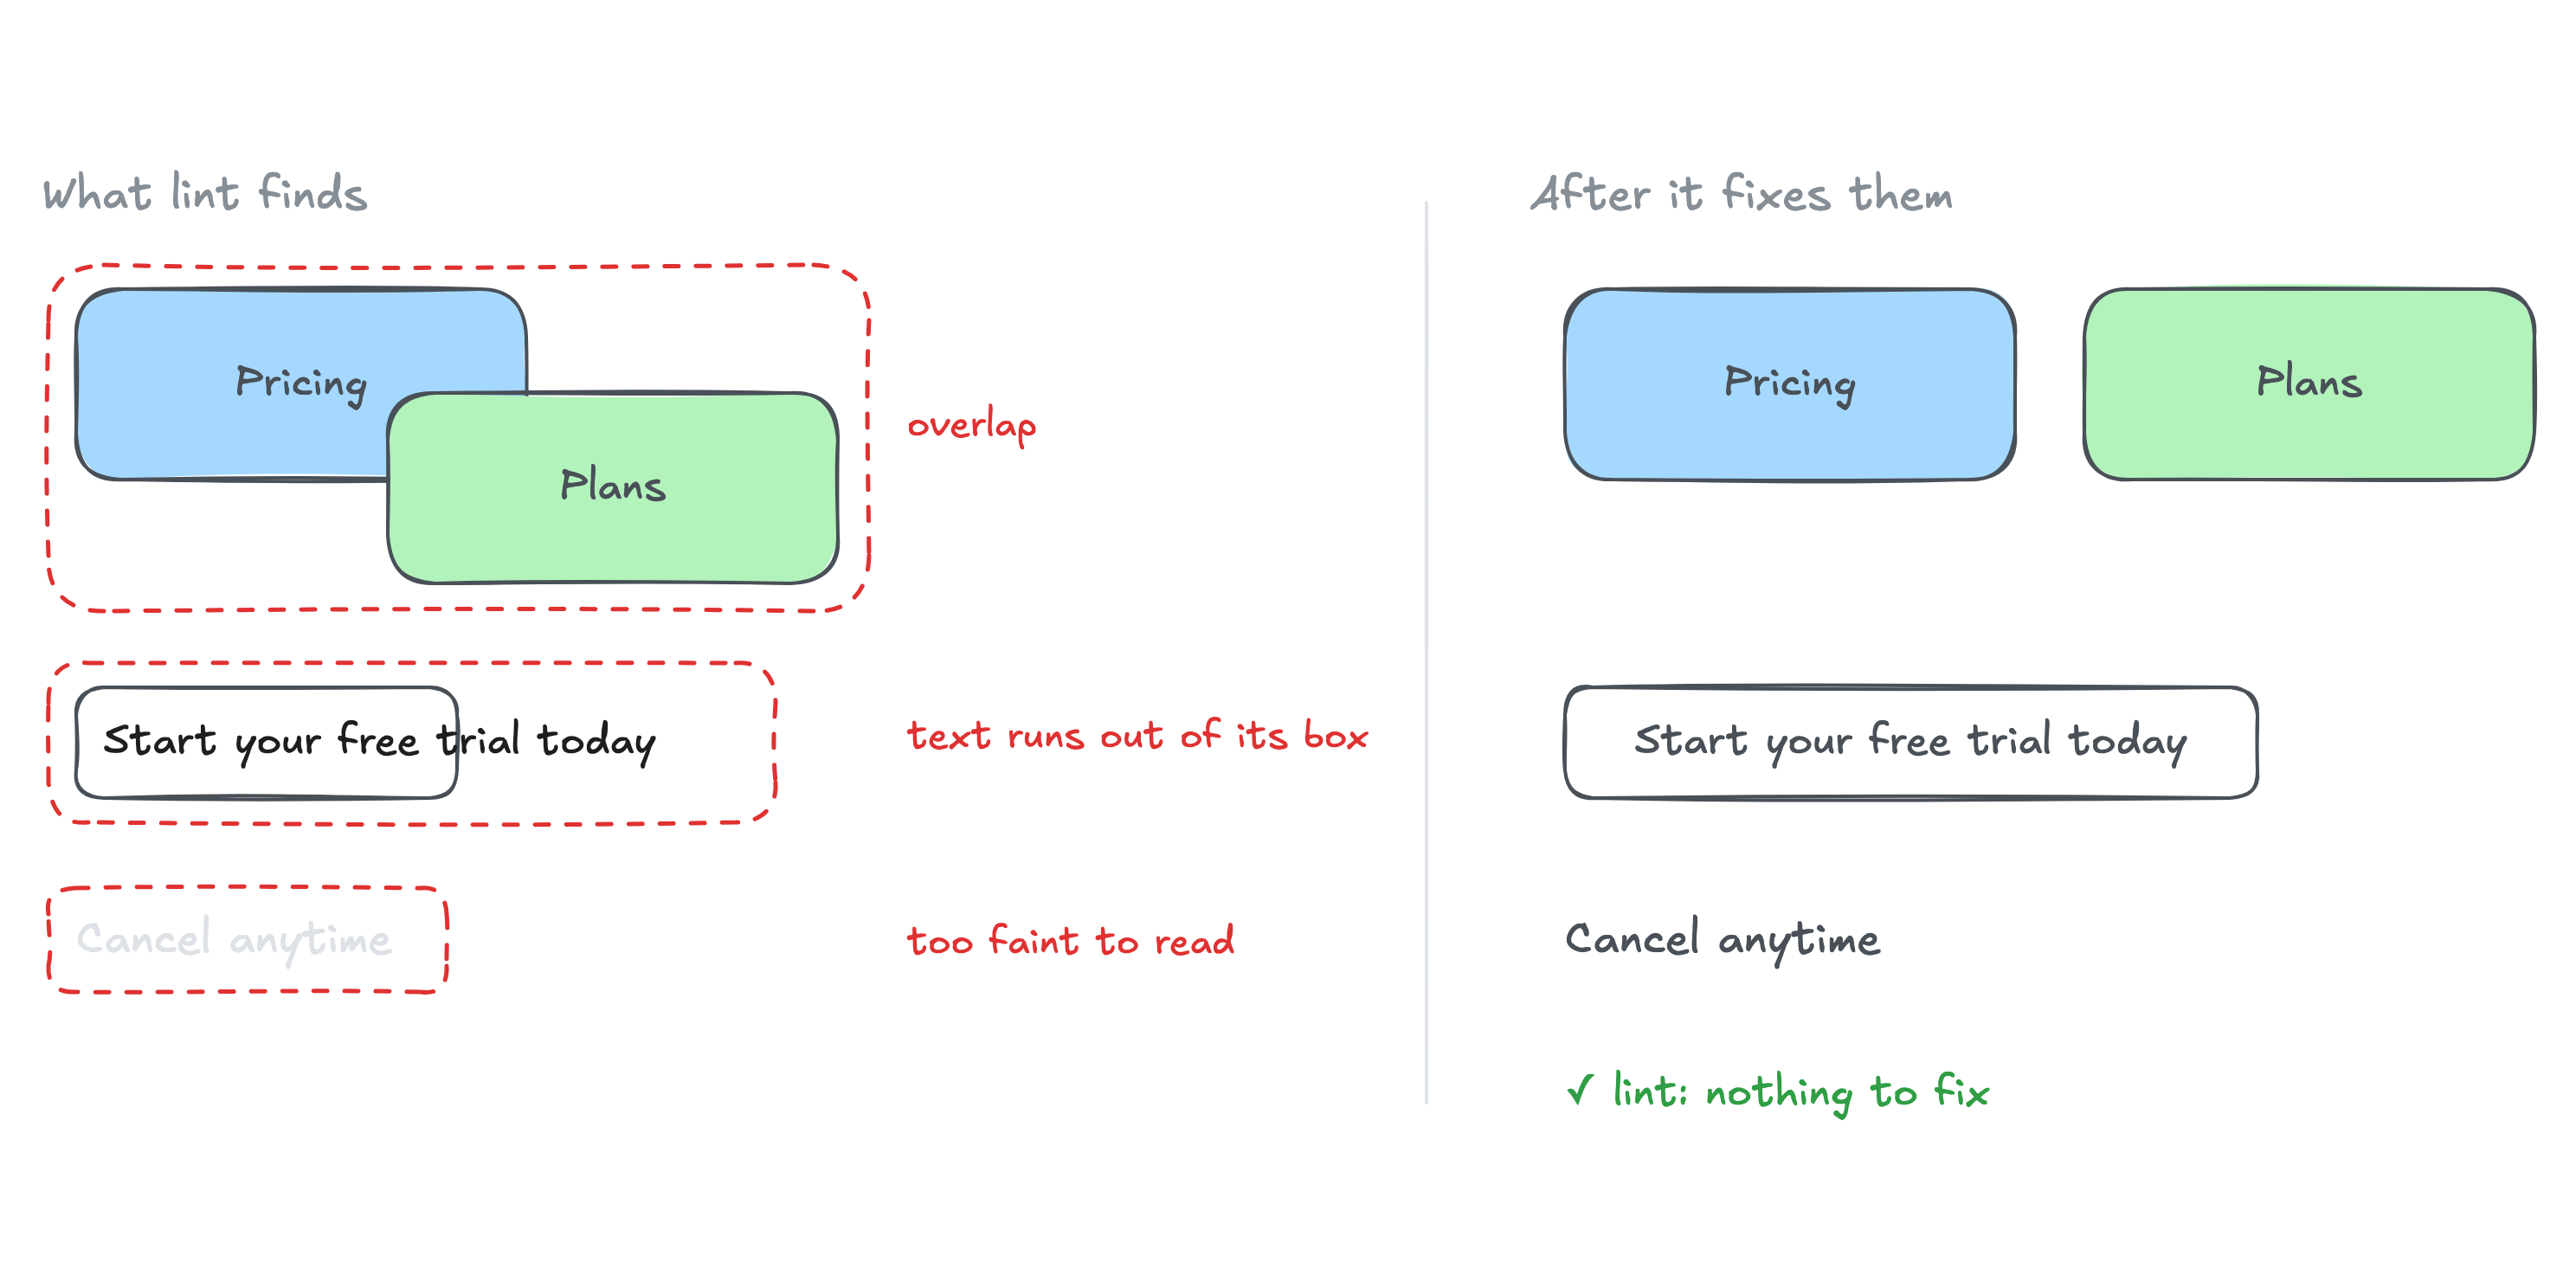 What lint finds
Pricing
Plans
overlap
Start your free trial today
text runs out of its box
Cancel anytime
too faint to read
After it fixes them
Pricing
Plans
Start your free trial today
Cancel anytime
✓ lint: nothing to fix